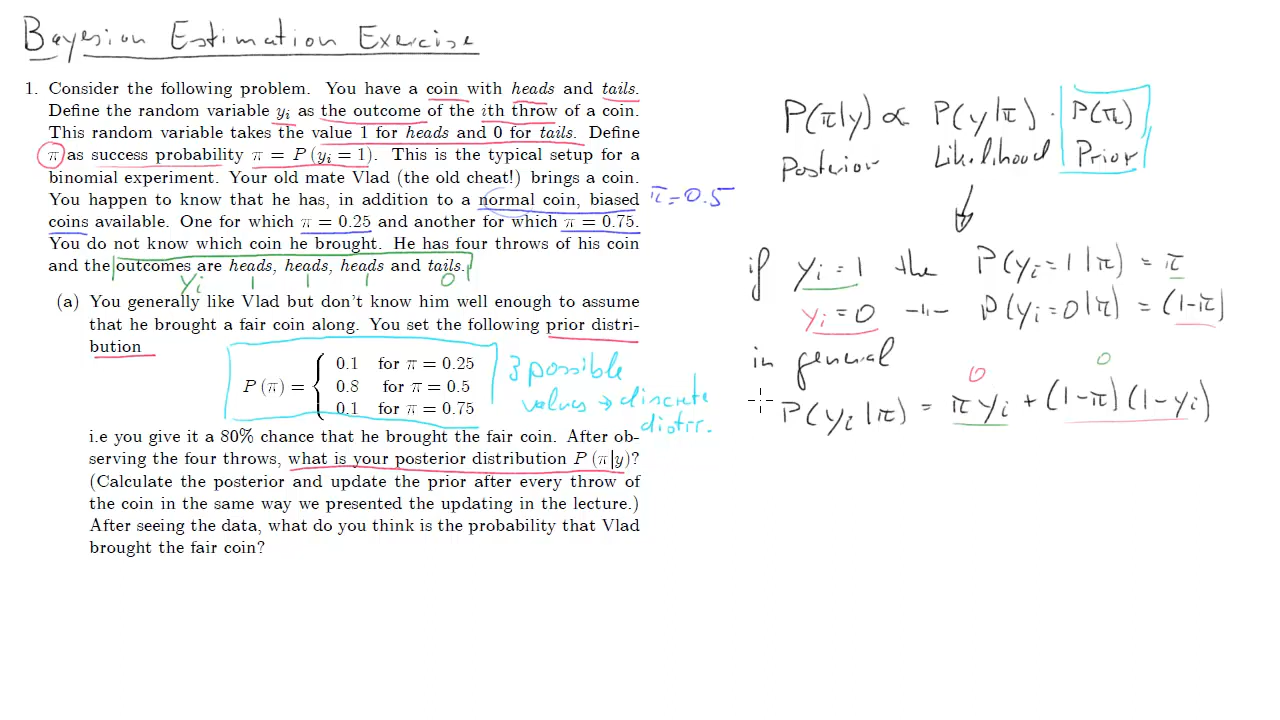 Bayesian Estimation Exercise
1. Consider the following problem. You have a coin with heads and tails.
Define the random variable yᵢ as the outcome of the ith throw of a coin.
This random variable takes the value 1 for heads and 0 for tails. Define
π as success probability π = P (yᵢ = 1). This is the typical setup for a
binomial experiment. Your old mate Vlad (the old cheat!) brings a coin.
You happen to know that he has, in addition to a normal coin, biased
π=0.5
coins available. One for which π = 0.25 and another for which π = 0.75.
You do not know which coin he brought. He has four throws of his coin
and the outcomes are heads, heads, heads and tails.
yᵢ 1 1 1 0
(a) You generally like Vlad but don't know him well enough to assume
that he brought a fair coin along. You set the following prior distri-
bution
P (π) = { 0.1 for π = 0.25
0.8 for π = 0.5
0.1 for π = 0.75
3 possible
values → discrete
distr.
i.e you give it a 80% chance that he brought the fair coin. After ob-
serving the four throws, what is your posterior distribution P (π|y)?
(Calculate the posterior and update the prior after every throw of
the coin in the same way we presented the updating in the lecture.)
After seeing the data, what do you think is the probability that Vlad
brought the fair coin?
P(π|y) ∝ P(y|π) · P(π)
Posterior Likelihood Prior
if yᵢ = 1 the P(yᵢ=1|π) = π
yᵢ = 0 -||- P(yᵢ=0|π) = (1-π)
in general
0 0
P(yᵢ|π) = π yᵢ + (1-π)(1-yᵢ)